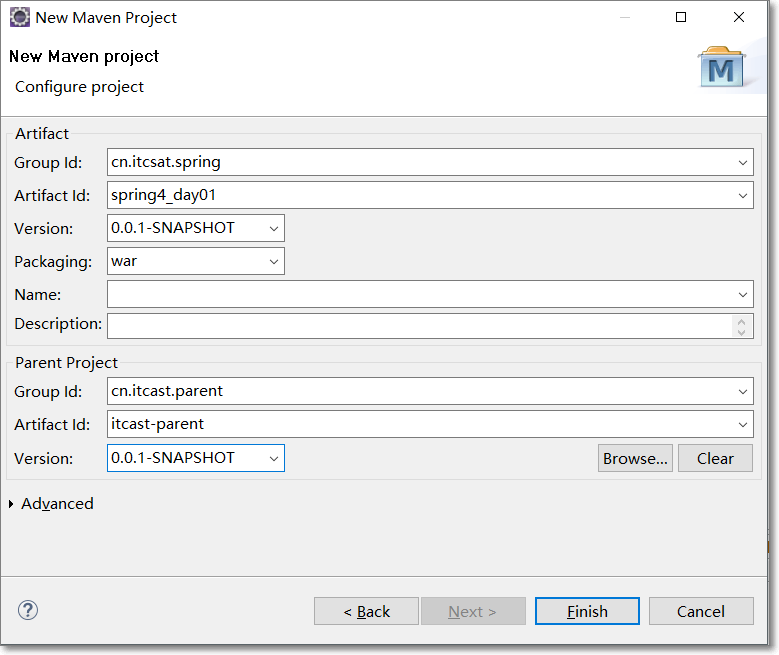 New Maven Project
New Maven project
Configure project
M
Artifact
Group Id: cn.itcsat.spring
Artifact Id: spring4_day01
Version: 0.0.1-SNAPSHOT
Packaging: war
Name:
Description:
Parent Project
Group Id: cn.itcast.parent
Artifact Id: itcast-parent
Version: 0.0.1-SNAPSHOT Browse... Clear
Advanced
? < Back Next > Finish Cancel